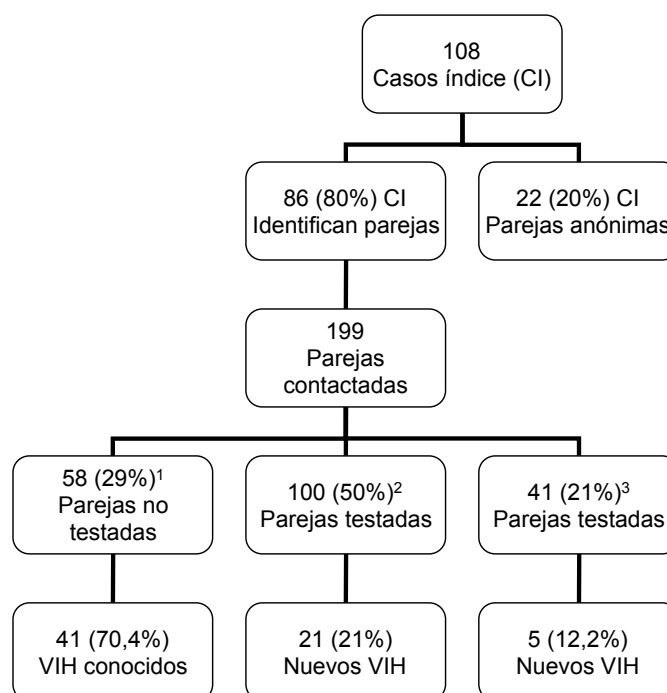 108
Casos índice (CI)
86 (80%) CI
Identifican parejas
22 (20%) CI
Parejas anónimas
199
Parejas
contactadas
58 (29%)¹
Parejas no
testadas
100 (50%)²
Parejas testadas
41 (21%)³
Parejas testadas
41 (70,4%)
VIH conocidos
21 (21%)
Nuevos VIH
5 (12,2%)
Nuevos VIH